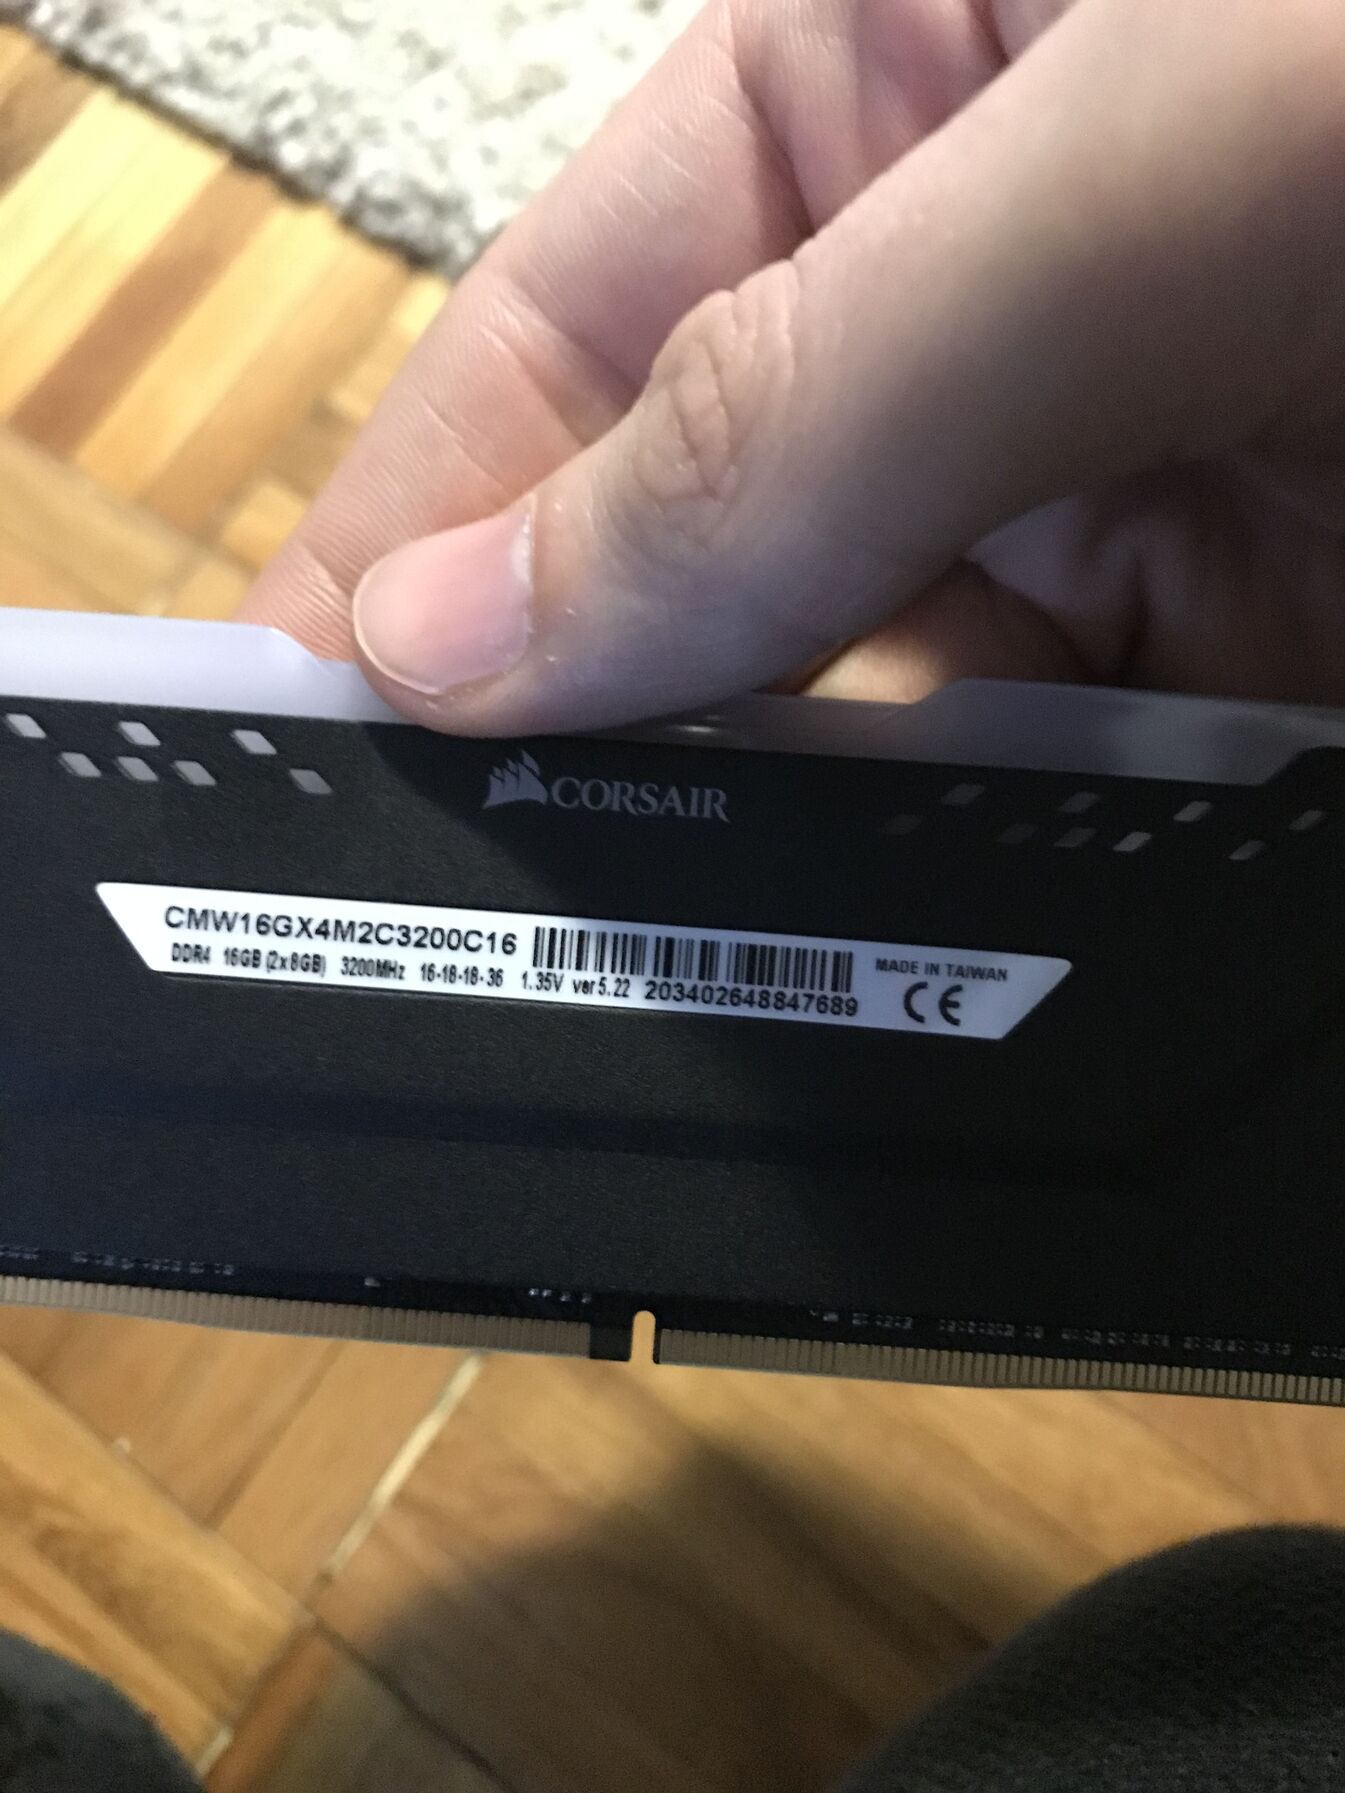 CORSAIR
CMW16GX4M2C3200C16
DDR4 16GB (2x8GB) 3200MHz 16-18-18-36 1.35V ver5.22
203402648847689
MADE IN TAIWAN
CE